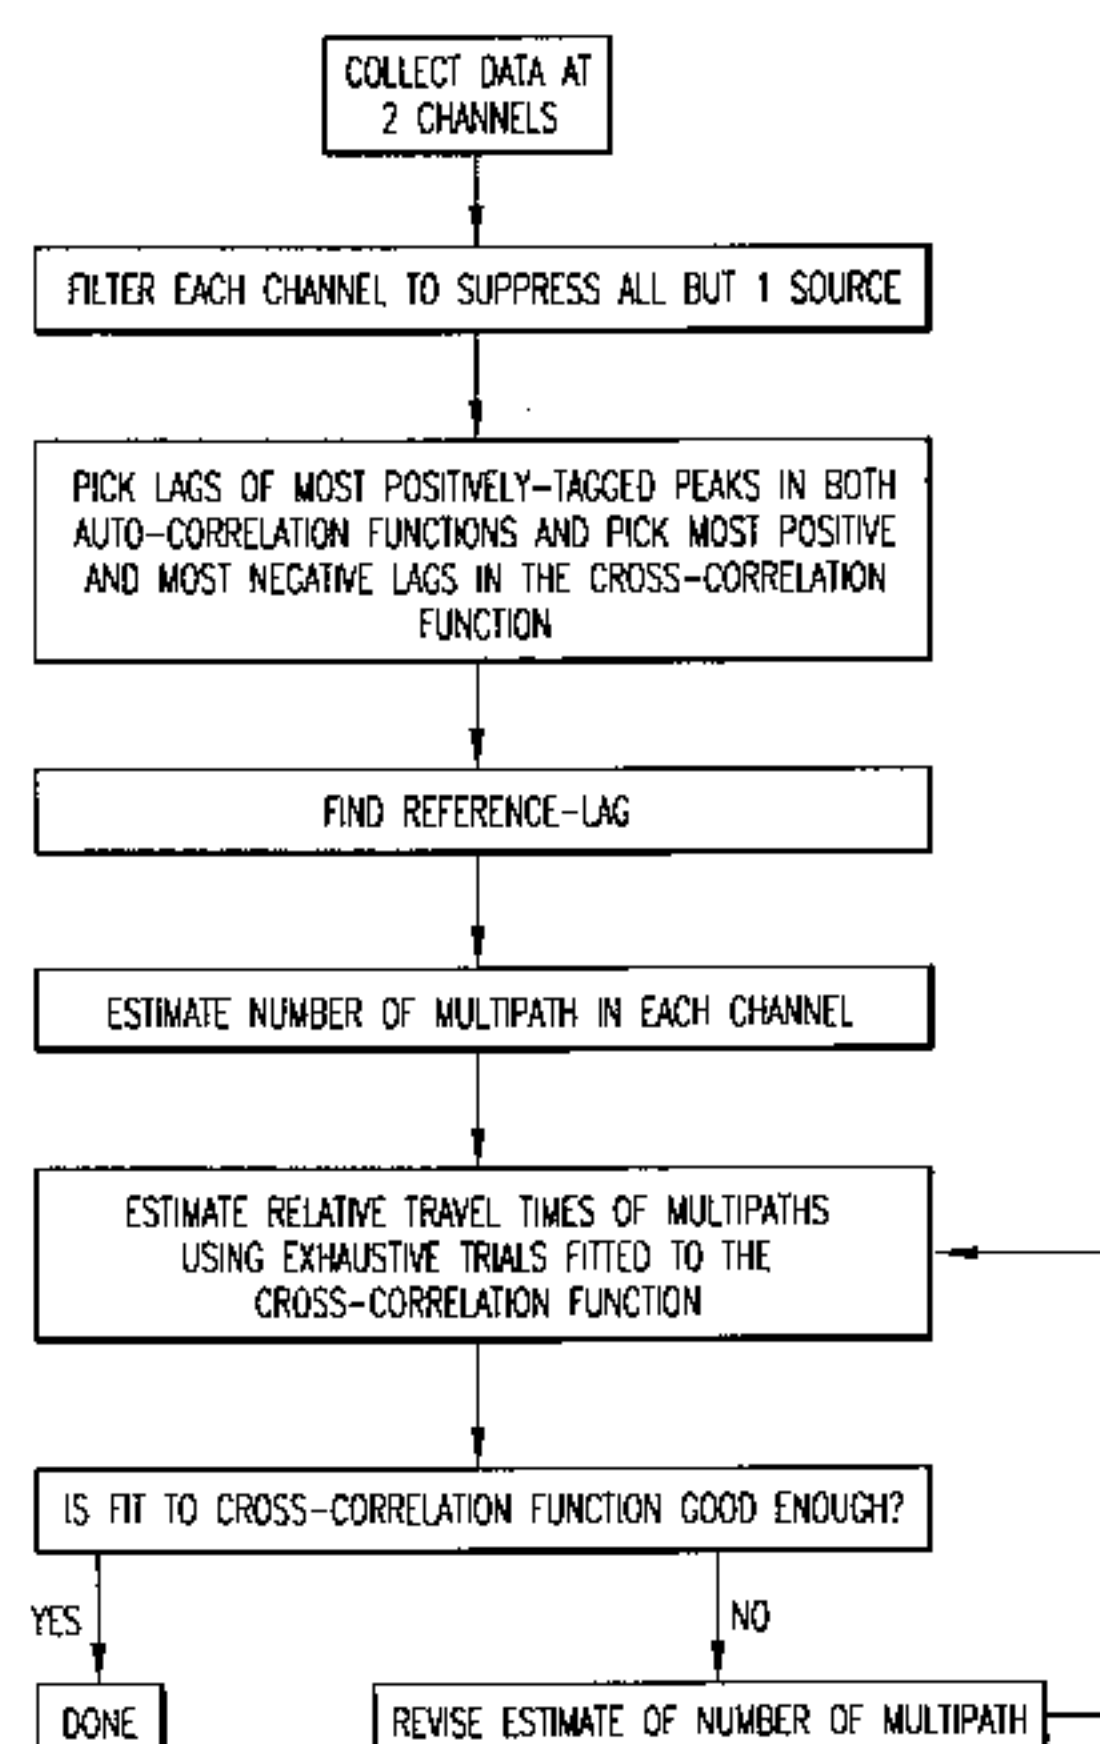 COLLECT DATA AT
2 CHANNELS
FILTER EACH CHANNEL TO SUPPRESS ALL BUT 1 SOURCE
PICK LAGS OF MOST POSITIVELY-TAGGED PEAKS IN BOTH
AUTO-CORRELATION FUNCTIONS AND PICK MOST POSITIVE
AND MOST NEGATIVE LAGS IN THE CROSS-CORRELATION
FUNCTION
FIND REFERENCE-LAG
ESTIMATE NUMBER OF MULTIPATH IN EACH CHANNEL
ESTIMATE RELATIVE TRAVEL TIMES OF MULTIPATHS
USING EXHAUSTIVE TRIALS FITTED TO THE
CROSS-CORRELATION FUNCTION
IS FIT TO CROSS-CORRELATION FUNCTION GOOD ENOUGH?
YES
NO
DONE
REVISE ESTIMATE OF NUMBER OF MULTIPATH